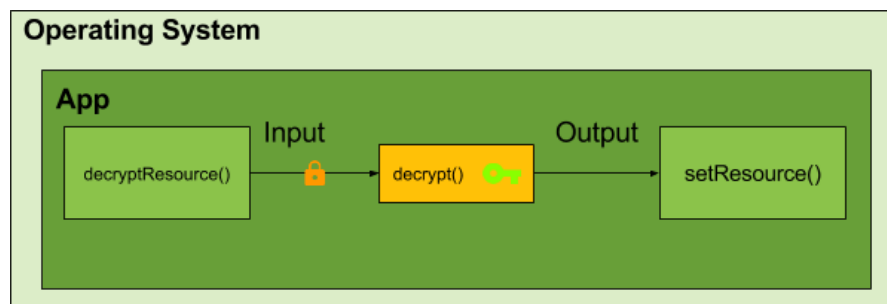 Operating System
App
Input
Output
decryptResource()
decrypt()
setResource()